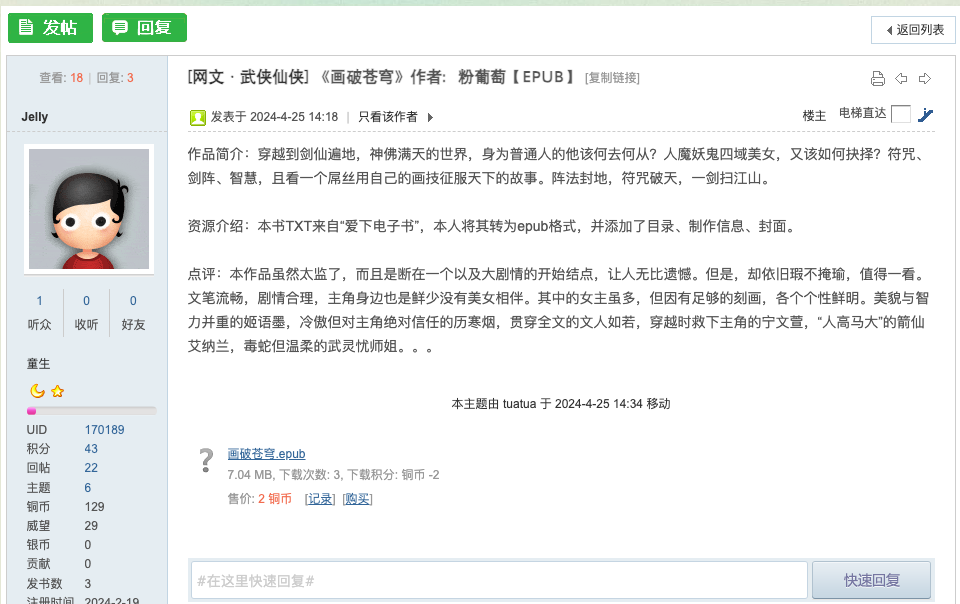 发帖
回复
返回列表
查看: 18 | 回复: 3
[网文 · 武侠仙侠] 《画破苍穹》作者: 粉葡萄【EPUB】 [复制链接]
Jelly
发表于 2024-4-25 14:18 | 只看该作者
楼主 电梯直达
作品简介：穿越到剑仙遍地，神佛满天的世界，身为普通人的他该何去何从？人魔妖鬼四域美女，又该如何抉择？符咒、
剑阵、智慧，且看一个屌丝用自己的画技征服天下的故事。阵法封地，符咒破天，一剑扫江山。
资源介绍：本书TXT来自“爱下电子书”，本人将其转为epub格式，并添加了目录、制作信息、封面。
点评：本作品虽然太监了，而且是断在一个以及大剧情的开始结点，让人无比遗憾。但是，却依旧瑕不掩瑜，值得一看。
文笔流畅，剧情合理，主角身边也是鲜少没有美女相伴。其中的女主虽多，但因有足够的刻画，各个个性鲜明。美貌与智
力并重的姬语墨，冷傲但对主角绝对信任的历寒烟，贯穿全文的文人如若，穿越时救下主角的宁文萱，“人高马大”的箭仙
艾纳兰，毒蛇但温柔的武灵忧师姐。。。
1 0 0
听众 收听 好友
童生
UID 170189
积分 43
回帖 22
主题 6
铜币 129
威望 29
银币 0
贡献 0
发书数 3
注册时间 2024-2-19
本主题由 tuatua 于 2024-4-25 14:34 移动
画破苍穹.epub
7.04 MB, 下载次数: 3, 下载积分: 铜币 -2
售价: 2 铜币 [记录] [购买]
#在这里快速回复#
快速回复